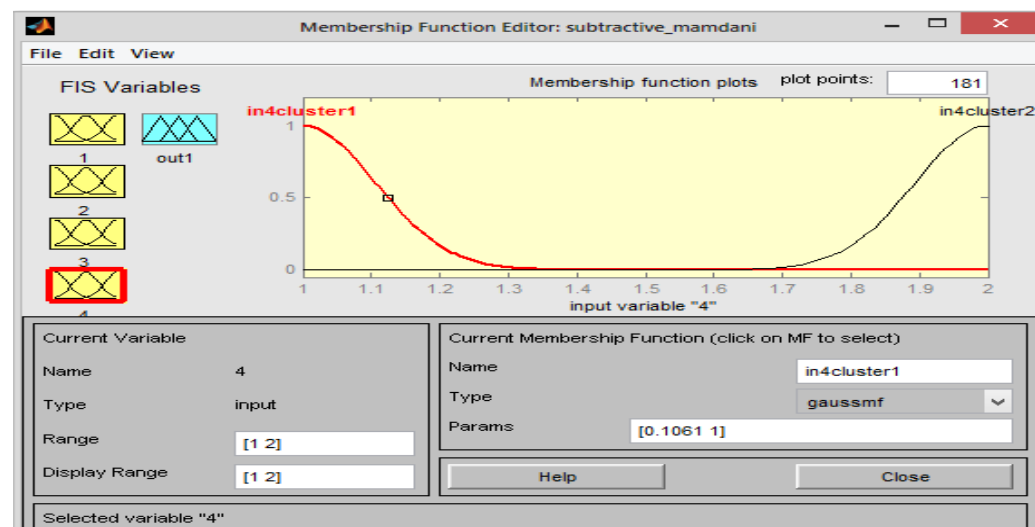 Membership Function Editor: subtractive_mamdani
File Edit View
FIS Variables
Membership function plots
plot points:
181
in4cluster1
in4cluster2
1
out1
2
3
4
1
0.5
0
1 1.1 1.2 1.3 1.4 1.5 1.6 1.7 1.8 1.9 2
input variable "4"
Current Variable
Name 4
Type input
Range [1 2]
Display Range [1 2]
Current Membership Function (click on MF to select)
Name in4cluster1
Type gaussmf
Params [0.1061 1]
Help Close
Selected variable "4"